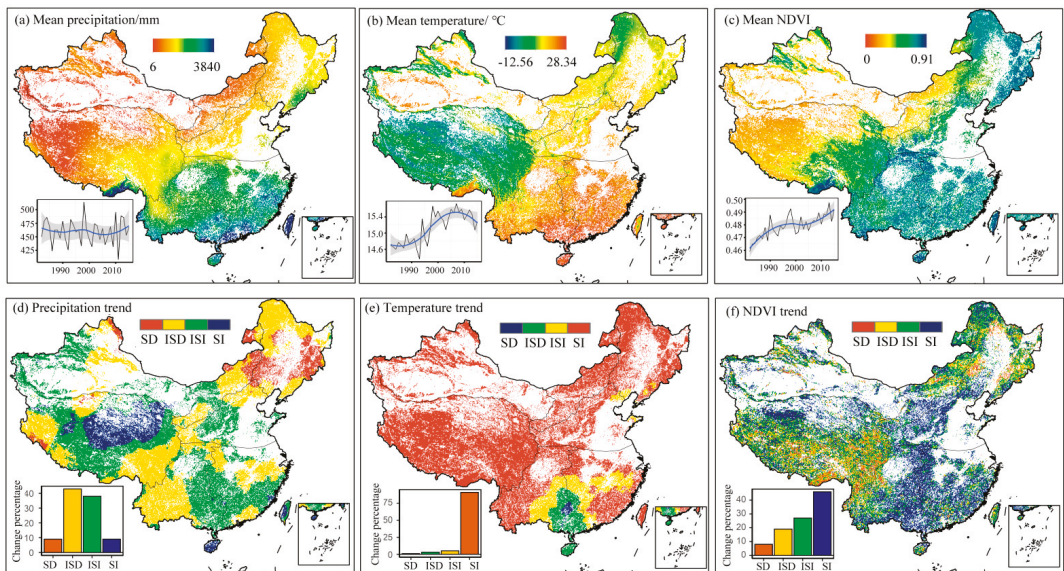 (a) Mean precipitation/mm
6 3840
500
475
450
425
1990 2000 2010
(b) Mean temperature/ °C
-12.56 28.34
15.4
14.6
1990 2000 2010
(c) Mean NDVI
0 0.91
0.50
0.49
0.48
0.47
0.46
1990 2000 2010
(d) Precipitation trend
SD ISD ISI SI
Change percentage
40
30
20
10
0
SD ISD ISI SI
(e) Temperature trend
SD ISD ISI SI
Change percentage
75
50
25
0
SD ISD ISI SI
(f) NDVI trend
SD ISD ISI SI
Change percentage
40
20
0
SD ISD ISI SI